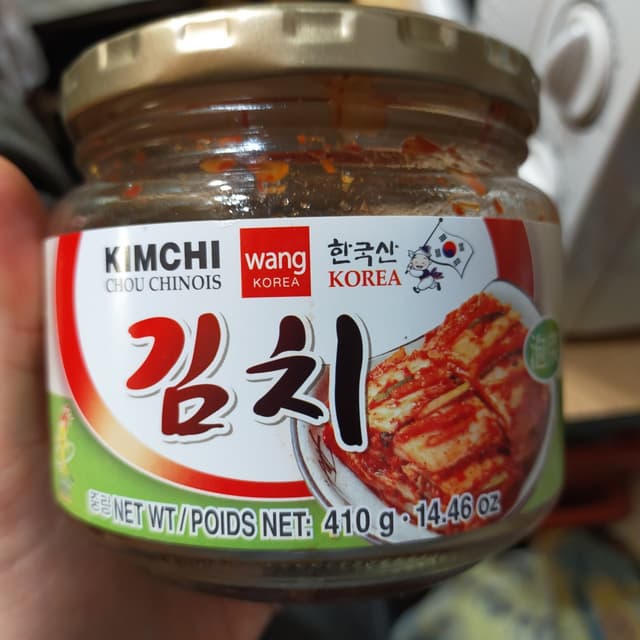 KIMCHI
CHOU CHINOIS
wang
KOREA
한국산
KOREA
김치
중량 NET WT/POIDS NET: 410 g · 14.46 oz